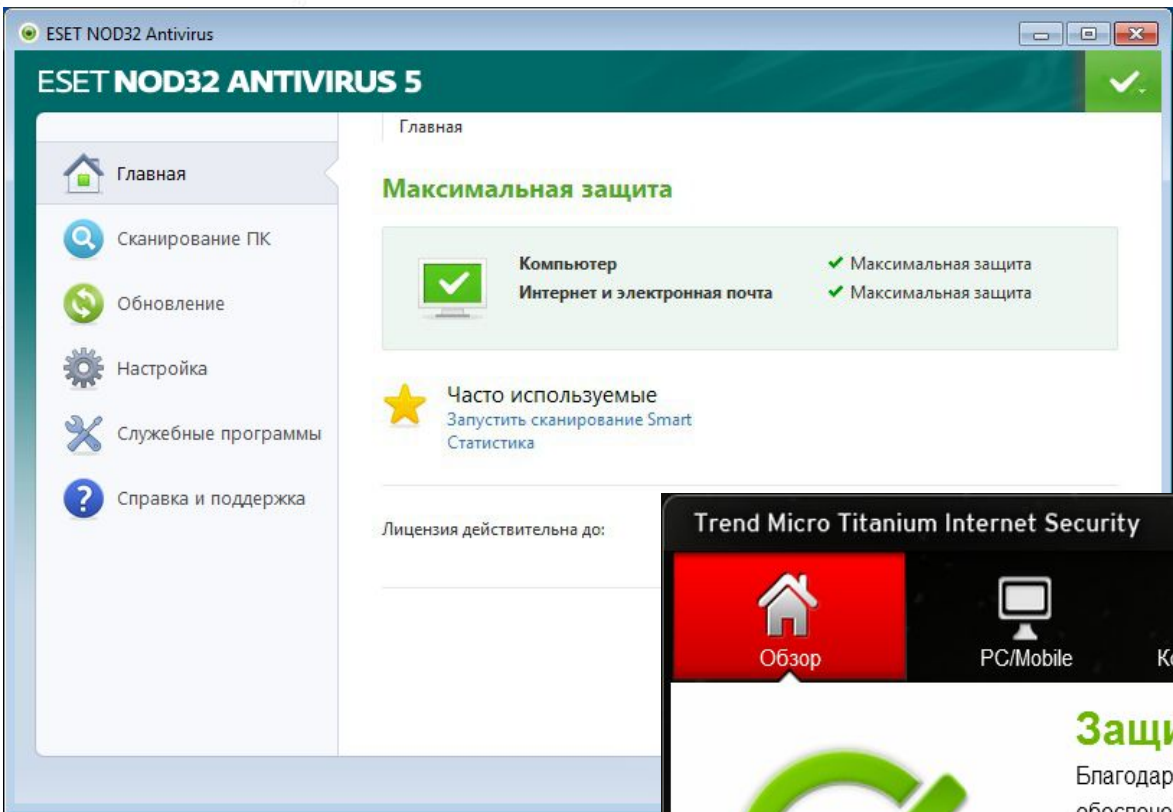 ESET NOD32 Antivirus
ESET NOD32 ANTIVIRUS 5
Главная
Главная
Сканирование ПК
Обновление
Настройка
Служебные программы
Справка и поддержка
Максимальная защита
Компьютер ✔ Максимальная защита
Интернет и электронная почта ✔ Максимальная защита
Часто используемые
Запустить сканирование Smart
Статистика
Лицензия действительна до:
Trend Micro Titanium Internet Security
Обзор
PC/Mobile